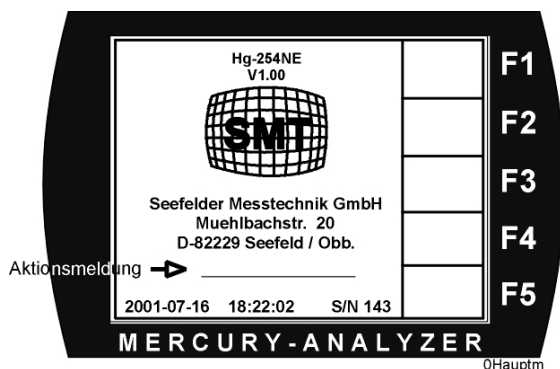 Hg-254NE
V1.00
SMT
Seefelder Messtechnik GmbH
Muehlbachstr. 20
D-82229 Seefeld / Obb.
Aktionsmeldung
2001-07-16 18:22:02 S/N 143
F1
F2
F3
F4
F5
MERCURY-ANALYZER
0Hauptm